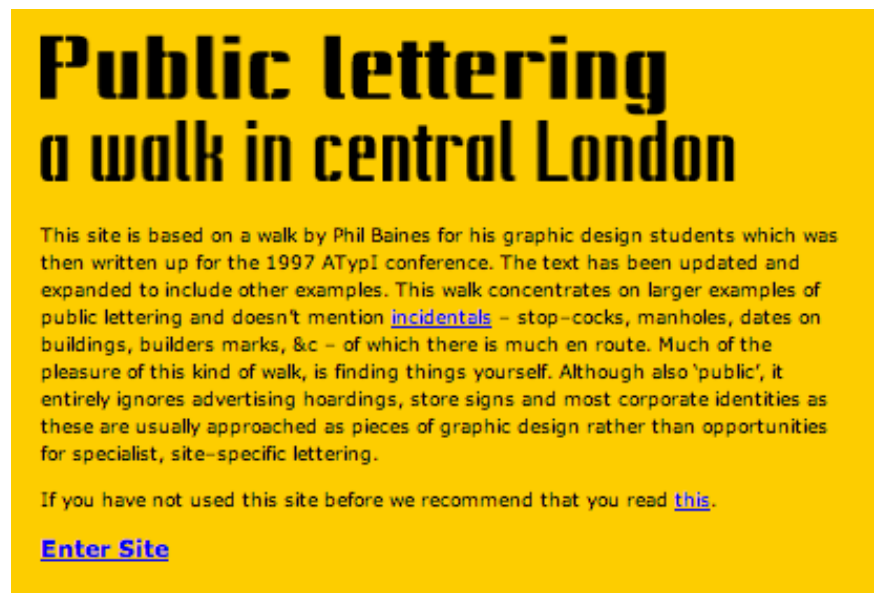 Public lettering
a walk in central London
This site is based on a walk by Phil Baines for his graphic design students which was
then written up for the 1997 ATypI conference. The text has been updated and
expanded to include other examples. This walk concentrates on larger examples of
public lettering and doesn't mention incidentals – stop–cocks, manholes, dates on
buildings, builders marks, &c – of which there is much en route. Much of the
pleasure of this kind of walk, is finding things yourself. Although also ‘public’, it
entirely ignores advertising hoardings, store signs and most corporate identities as
these are usually approached as pieces of graphic design rather than opportunities
for specialist, site–specific lettering.
If you have not used this site before we recommend that you read this.
Enter Site